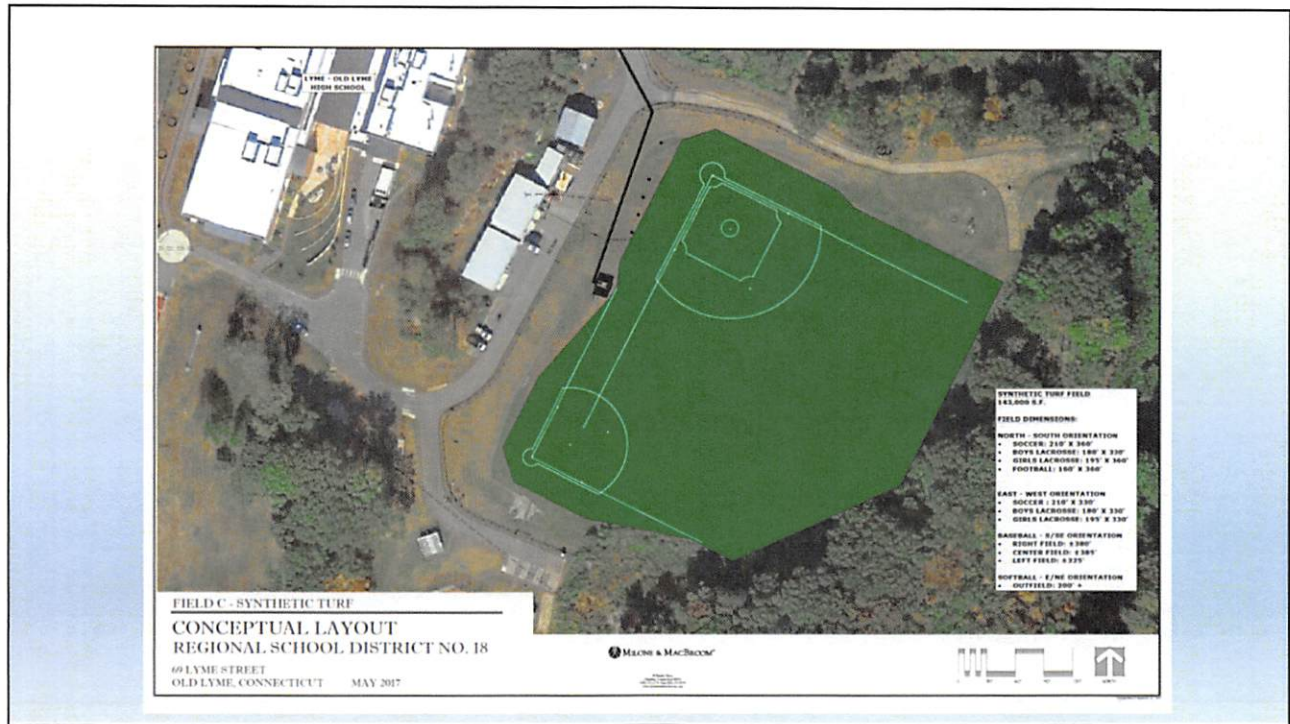 LYME - OLD LYME
HIGH SCHOOL
SYNTHETIC TURF FIELD
143,000 S.F.
FIELD DIMENSIONS:
NORTH - SOUTH ORIENTATION
• SOCCER: 210' X 360'
• BOYS LACROSSE: 180' X 330'
• GIRLS LACROSSE: 195' X 360'
• FOOTBALL: 160' X 360'
EAST - WEST ORIENTATION
• SOCCER : 210' X 330'
• BOYS LACROSSE: 180' X 330'
• GIRLS LACROSSE: 195' X 330'
BASEBALL - S/SE ORIENTATION
• RIGHT FIELD: ±380'
• CENTER FIELD: ±385'
• LEFT FIELD: ±325'
SOFTBALL - E/NE ORIENTATION
• OUTFIELD: 200' +
FIELD C - SYNTHETIC TURF
CONCEPTUAL LAYOUT
REGIONAL SCHOOL DISTRICT NO. 18
69 LYME STREET
OLD LYME, CONNECTICUT MAY 2017
MILONE & MACBROOM
NORTH